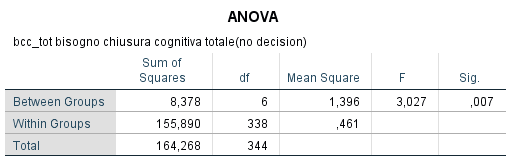 ANOVA
bcc_tot bisogno chiusura cognitiva totale(no decision)
Sum of Squares df Mean Square F Sig.
Between Groups 8,378 6 1,396 3,027 ,007
Within Groups 155,890 338 ,461
Total 164,268 344